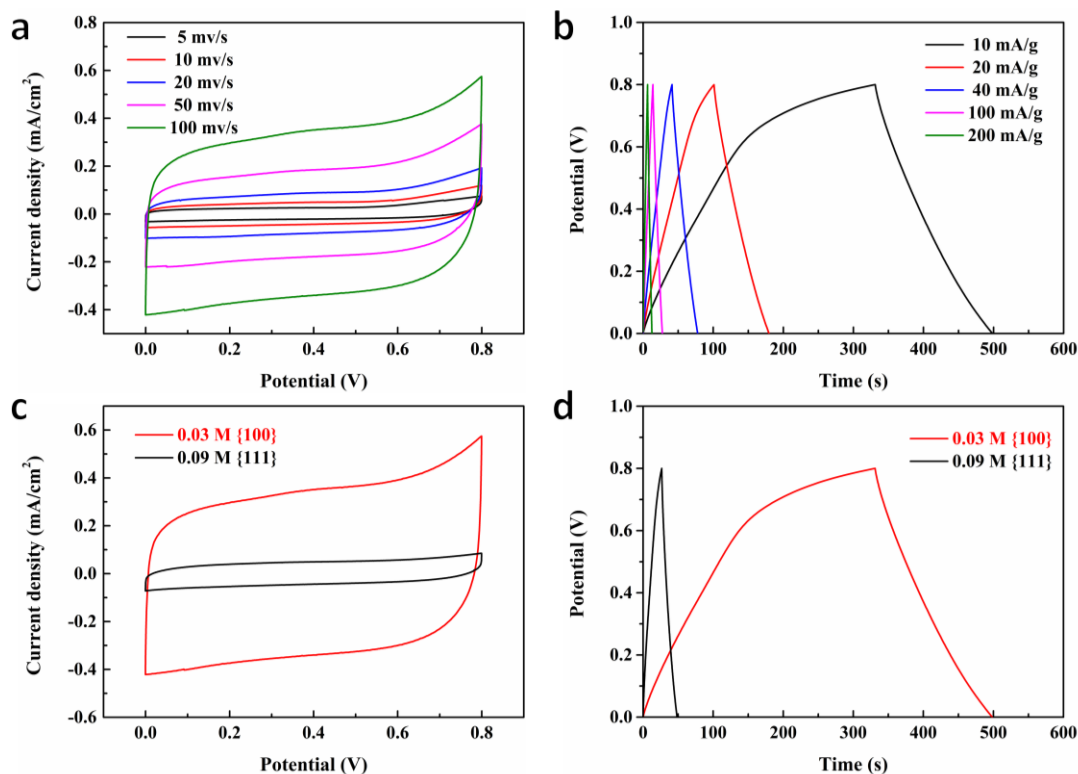 a
5 mv/s
10 mv/s
20 mv/s
50 mv/s
100 mv/s
Current density (mA/cm²)
0.8
0.6
0.4
0.2
0.0
-0.2
-0.4
0.0 0.2 0.4 0.6 0.8
Potential (V)
b
10 mA/g
20 mA/g
40 mA/g
100 mA/g
200 mA/g
Potential (V)
1.0
0.8
0.6
0.4
0.2
0.0
0 100 200 300 400 500 600
Time (s)
c
0.03 M {100}
0.09 M {111}
Current density (mA/cm²)
0.6
0.4
0.2
0.0
-0.2
-0.4
-0.6
0.0 0.2 0.4 0.6 0.8
Potential (V)
d
0.03 M {100}
0.09 M {111}
Potential (V)
1.0
0.8
0.6
0.4
0.2
0.0
0 100 200 300 400 500 600
Time (s)